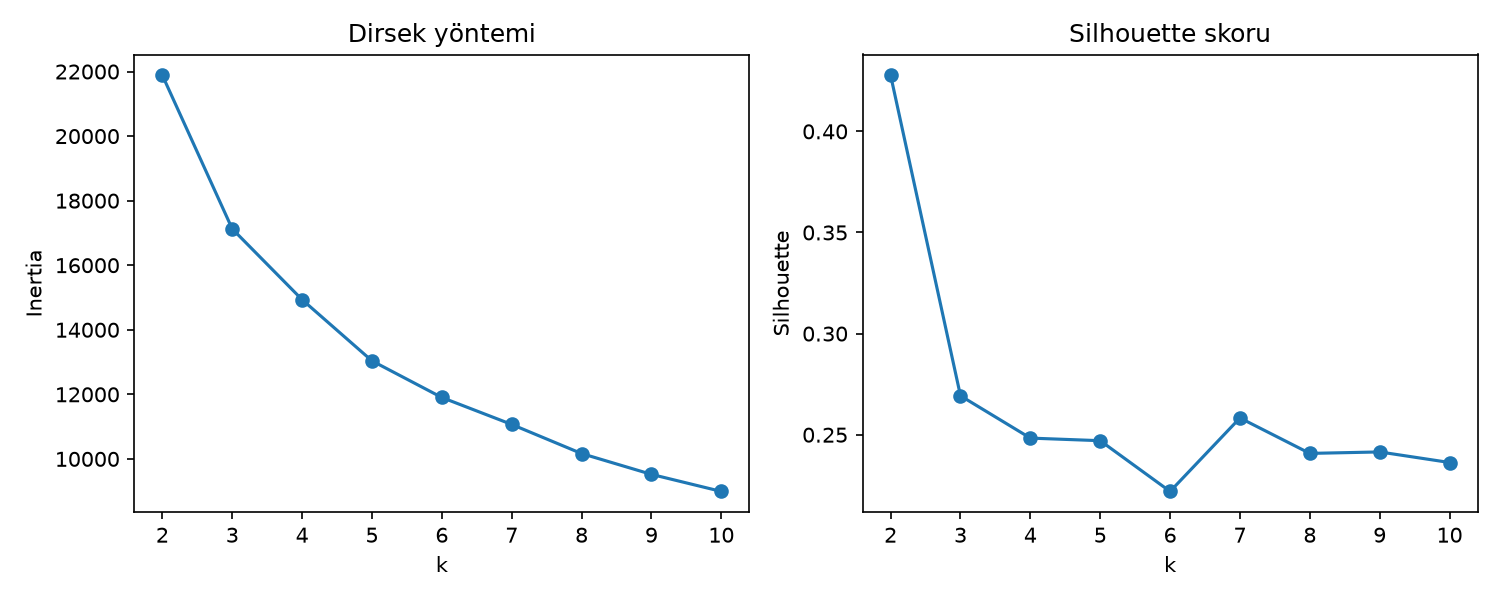 Dirsek yöntemi
Inertia
22000
20000
18000
16000
14000
12000
10000
2 3 4 5 6 7 8 9 10
k
Silhouette skoru
Silhouette
0.40
0.35
0.30
0.25
2 3 4 5 6 7 8 9 10
k